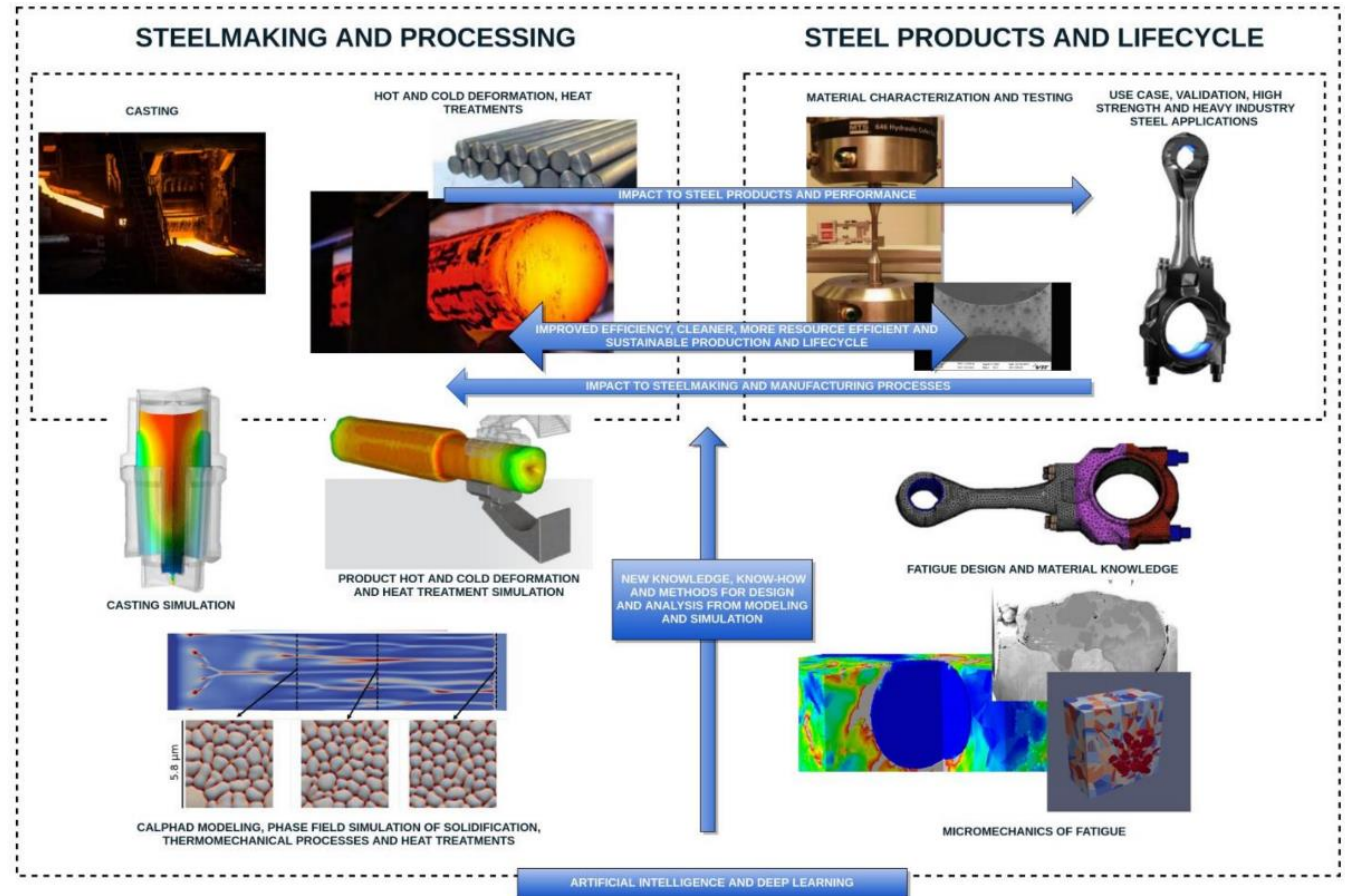 STEELMAKING AND PROCESSING
STEEL PRODUCTS AND LIFECYCLE
CASTING
HOT AND COLD DEFORMATION, HEAT
TREATMENTS
MATERIAL CHARACTERIZATION AND TESTING
USE CASE, VALIDATION, HIGH
STRENGTH AND HEAVY INDUSTRY
STEEL APPLICATIONS
MTS
IMPACT TO STEEL PRODUCTS AND PERFORMANCE
IMPROVED EFFICIENCY, CLEANER, MORE RESOURCE EFFICIENT AND
SUSTAINABLE PRODUCTION AND LIFECYCLE
IMPACT TO STEELMAKING AND MANUFACTURING PROCESSES
CASTING SIMULATION
PRODUCT HOT AND COLD DEFORMATION
AND HEAT TREATMENT SIMULATION
NEW KNOWLEDGE, KNOW-HOW
AND METHODS FOR DESIGN
AND ANALYSIS FROM MODELING
AND SIMULATION
FATIGUE DESIGN AND MATERIAL KNOWLEDGE
5.8 µm
CALPHAD MODELING, PHASE FIELD SIMULATION OF SOLIDIFICATION,
THERMOMECHANICAL PROCESSES AND HEAT TREATMENTS
MICROMECHANICS OF FATIGUE
ARTIFICIAL INTELLIGENCE AND DEEP LEARNING